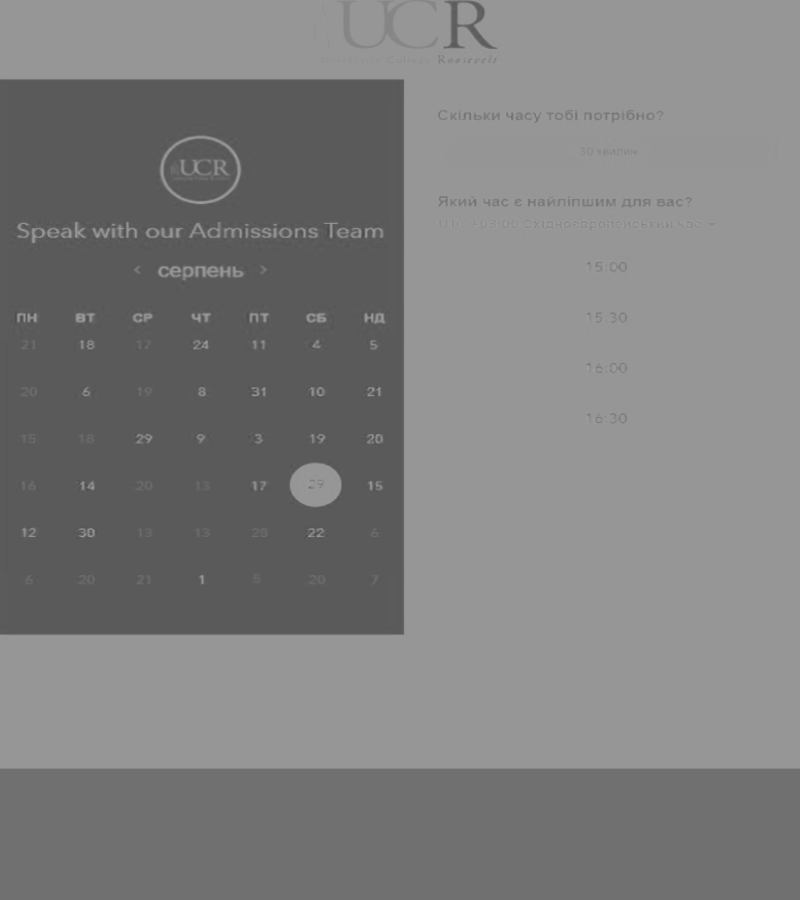 UCR
University College Roosevelt
UCR
Speak with our Admissions Team
< серпень >
ПН ВТ СР ЧТ ПТ СБ НД
21 18 17 24 11 4 5
20 6 19 8 31 10 21
15 18 29 9 3 19 20
16 14 20 13 17 29 15
12 30 13 13 28 22 6
6 20 21 1 5 20 7
Скільки часу тобі потрібно?
30 хвилин
Який час є найліпшим для вас?
UTC +03:00 Східноєвропейський час
15:00
15:30
16:00
16:30